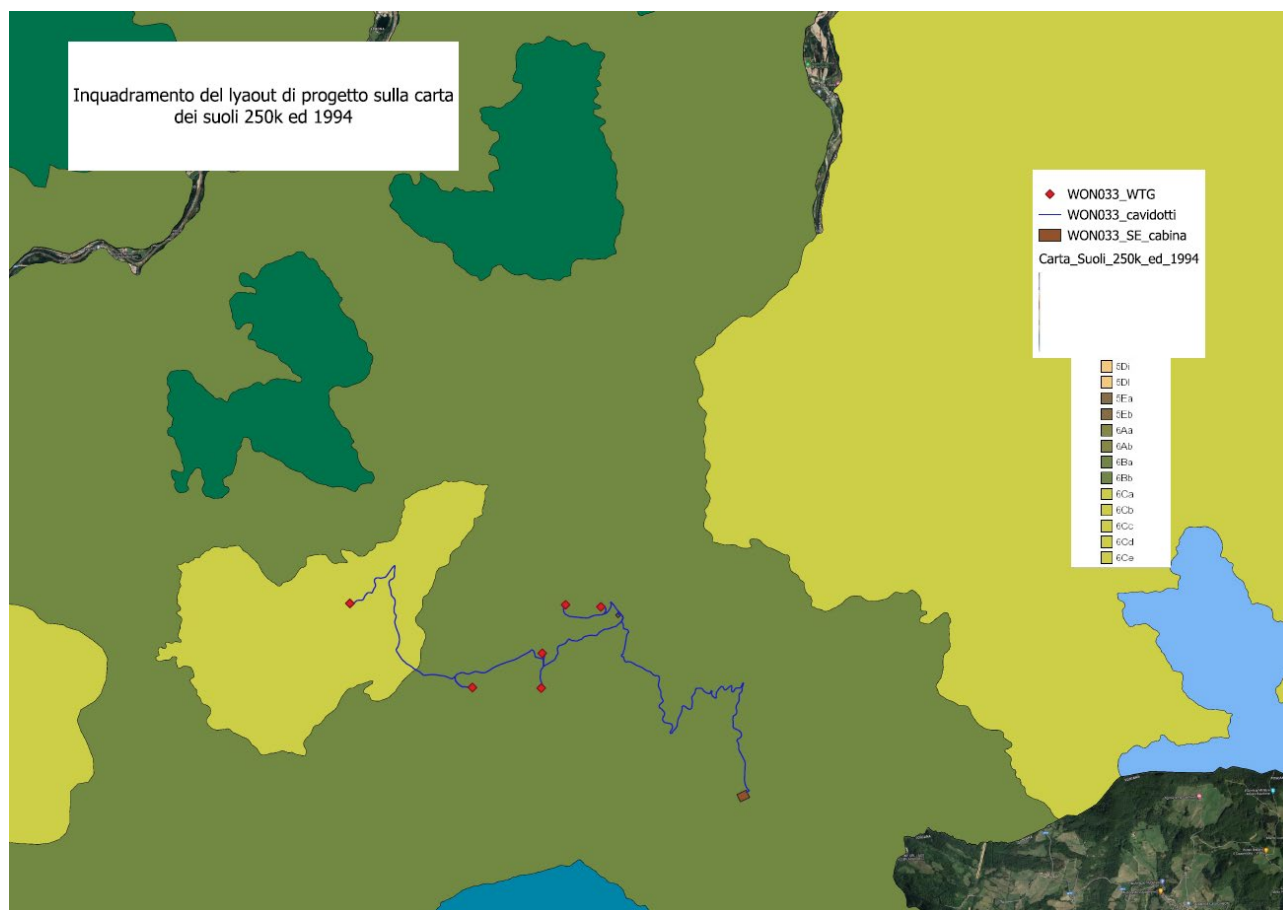 Inquadramento del lyaout di progetto sulla carta
dei suoli 250k ed 1994
WON033_WTG
WON033_cavidotti
WON033_SE_cabina
Carta_Suoli_250k_ed_1994
5Di
5Dl
5Ea
5Eb
6Aa
6Ab
6Ba
6Bb
6Ca
6Cb
6Cc
6Cd
6Ce